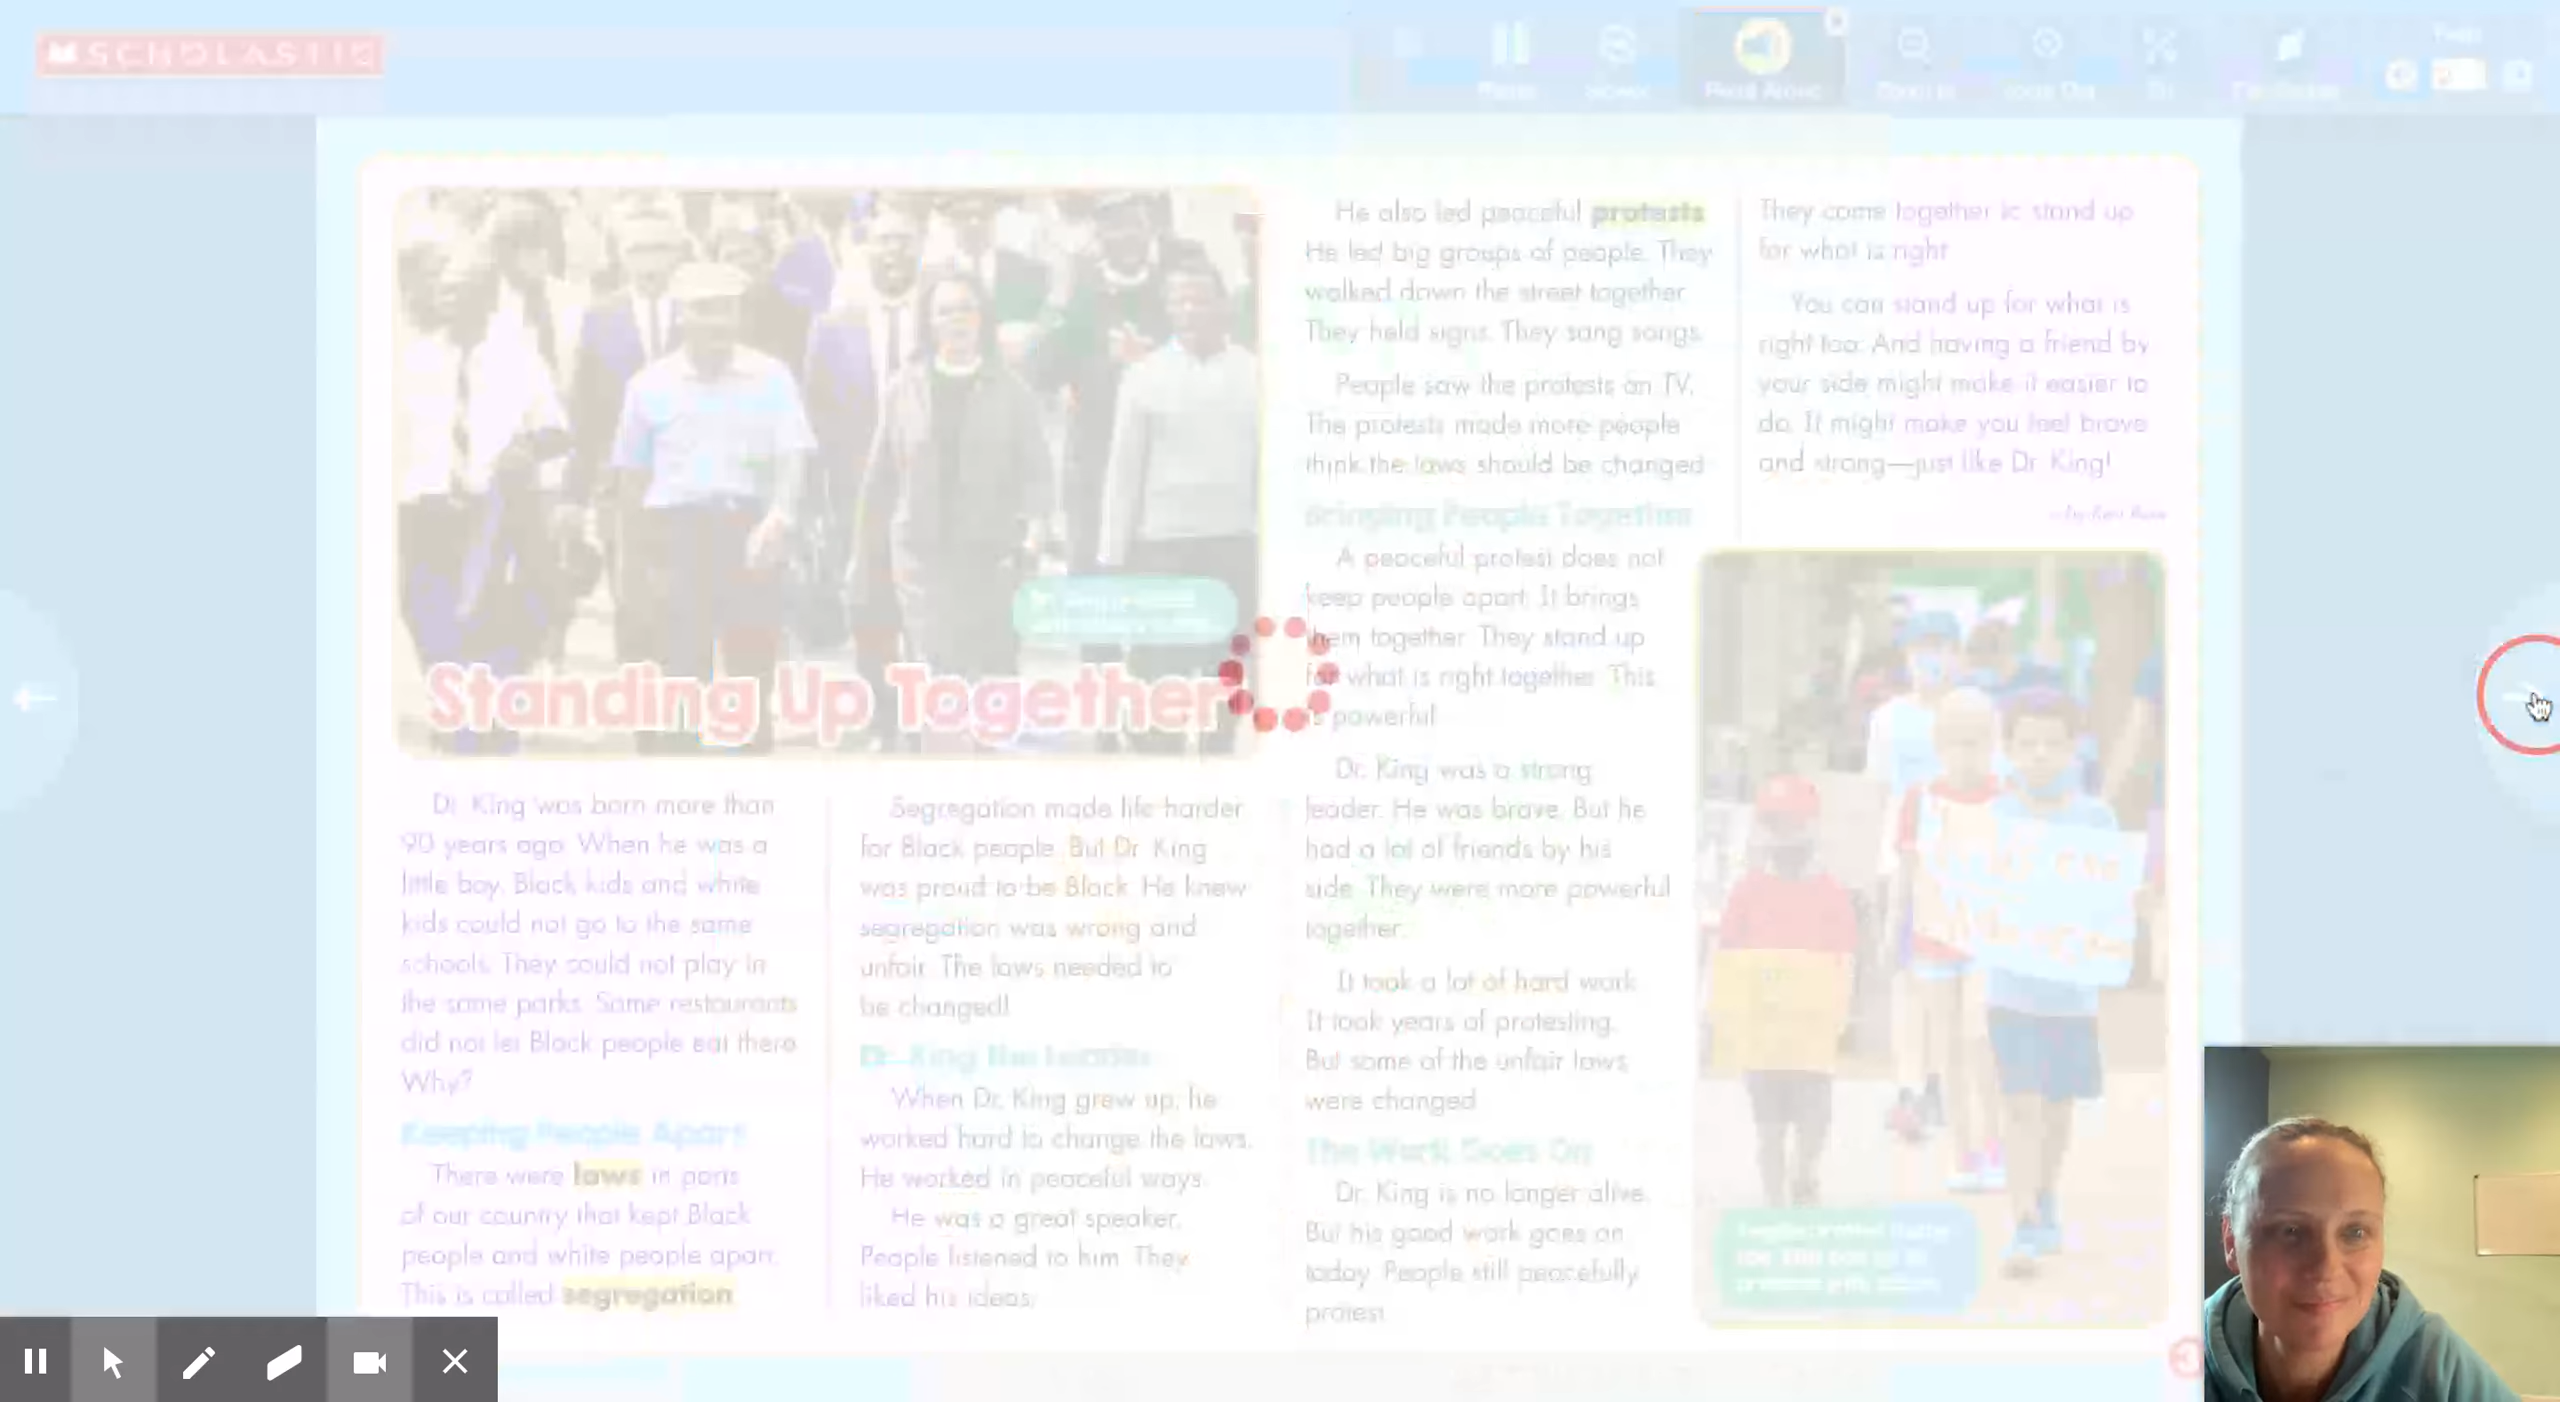 SCHOLASTIC
Read Aloud
Standing Up Together
Dr. King was born more than
90 years ago. When he was a
little boy, Black kids and white
kids could not go to the same
schools. They could not play in
the same parks. Some restaurants
did not let Black people eat there.
Why?
Keeping People Apart
There were laws in parts
of our country that kept Black
people and white people apart.
This is called segregation
Segregation made life harder
for Black people. But Dr. King
was proud to be Black. He knew
segregation was wrong and
unfair. The laws needed to
be changed!
Dr. King the Leader
When Dr. King grew up, he
worked hard to change the laws.
He worked in peaceful ways.
He was a great speaker.
People listened to him. They
liked his ideas.
He also led peaceful protests
He led big groups of people. They
walked down the street together.
They held signs. They sang songs.
People saw the protests on TV.
The protests made more people
think the laws should be changed
Bringing People Together
A peaceful protest does not
keep people apart. It brings
them together. They stand up
for what is right together. This
is powerful
Dr. King was a strong
leader. He was brave. But he
had a lot of friends by his
side. They were more powerful
together.
It took a lot of hard work
It took years of protesting.
But some of the unfair laws
were changed
The Work Goes On
Dr. King is no longer alive.
But his good work goes on
today. People still peacefully
protest
They come together to stand up
for what is right
You can stand up for what is
right too. And having a friend by
your side might make it easier to
do. It might make you feel brave
and strong—just like Dr. King!
3